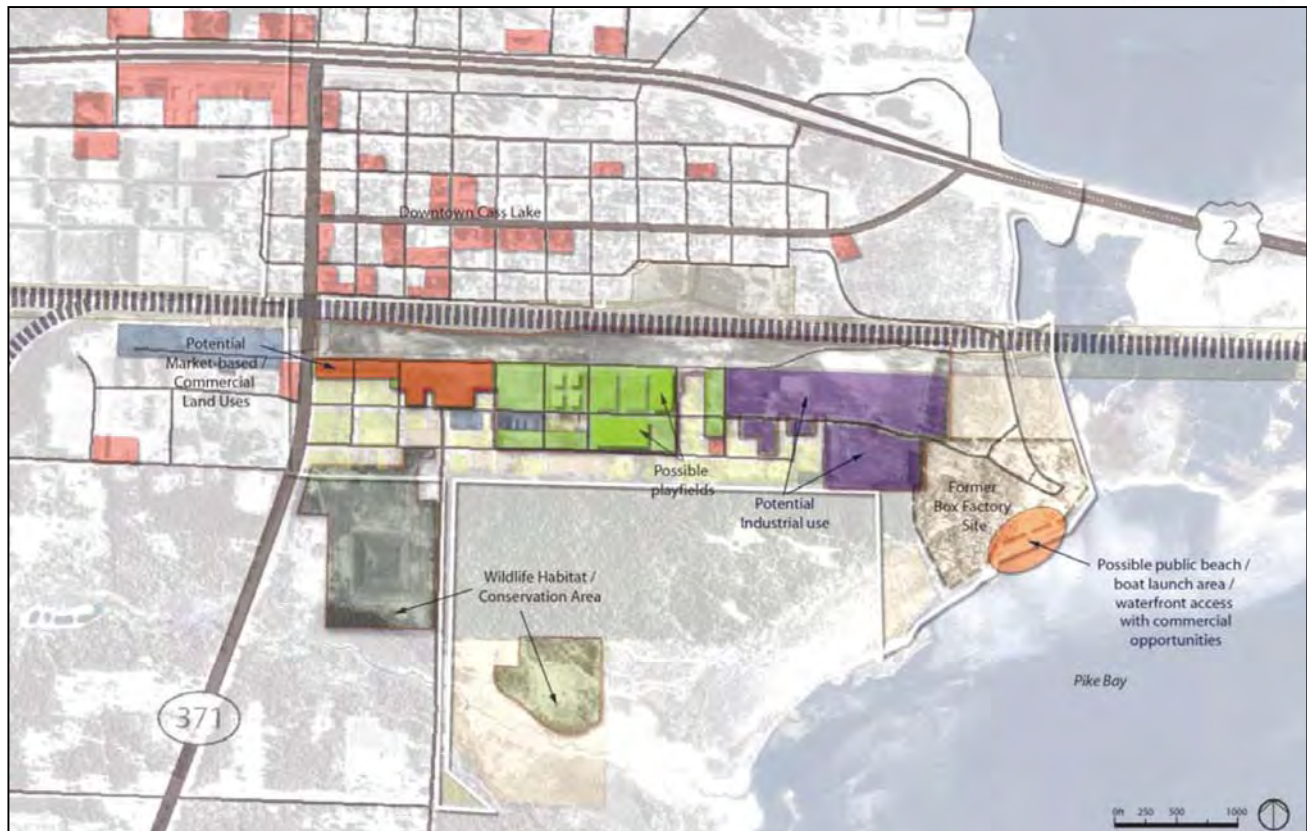 Downtown Cass Lake
2
Potential
Market-based /
Commercial
Land Uses
Possible
playfields
Potential
Industrial use
Former
Box Factory
Site
Possible public beach /
boat launch area /
waterfront access
with commercial
opportunities
Wildlife Habitat /
Conservation Area
Pike Bay
371
0ft 250 500 1000